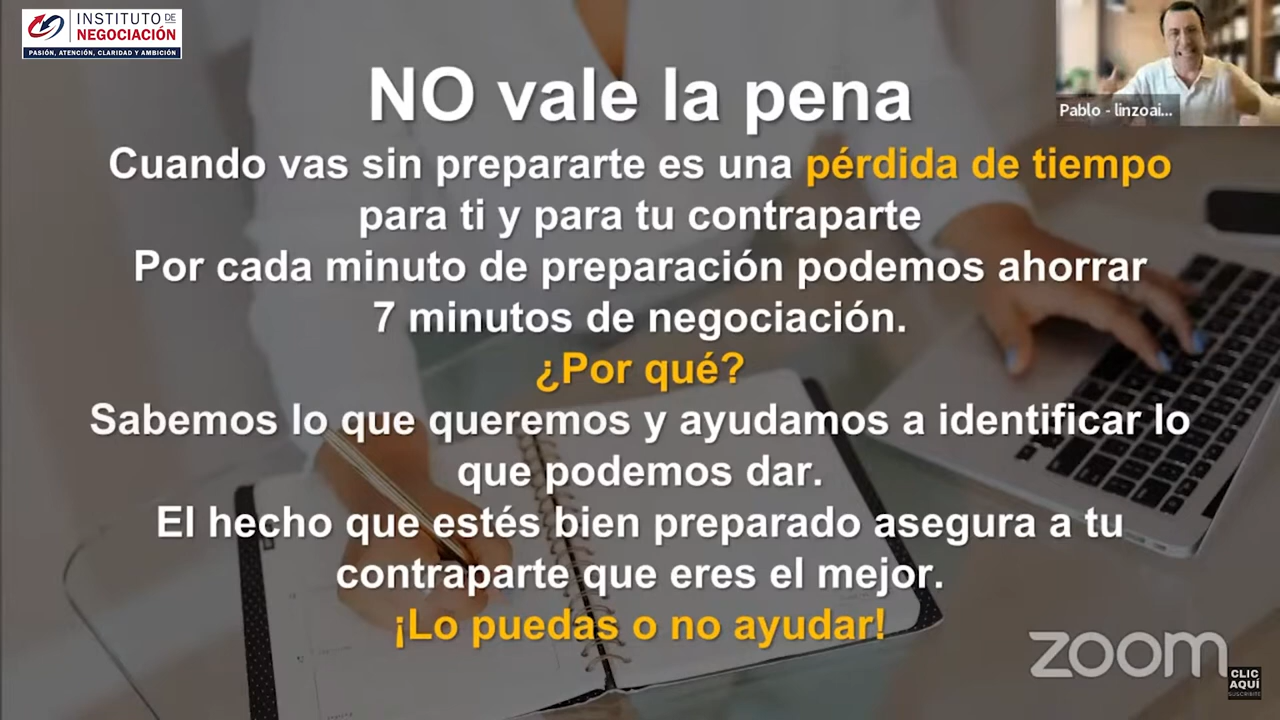 INSTITUTO DE
NEGOCIACIÓN
PASIÓN, ATENCIÓN, CLARIDAD Y AMBICIÓN
Pablo - linzoai...
NO vale la pena
Cuando vas sin prepararte es una pérdida de tiempo
para ti y para tu contraparte
Por cada minuto de preparación podemos ahorrar
7 minutos de negociación.
¿Por qué?
Sabemos lo que queremos y ayudamos a identificar lo
que podemos dar.
El hecho que estés bien preparado asegura a tu
contraparte que eres el mejor.
¡Lo puedas o no ayudar!
zoom
CLIC
AQUÍ
SUSCRIBITE